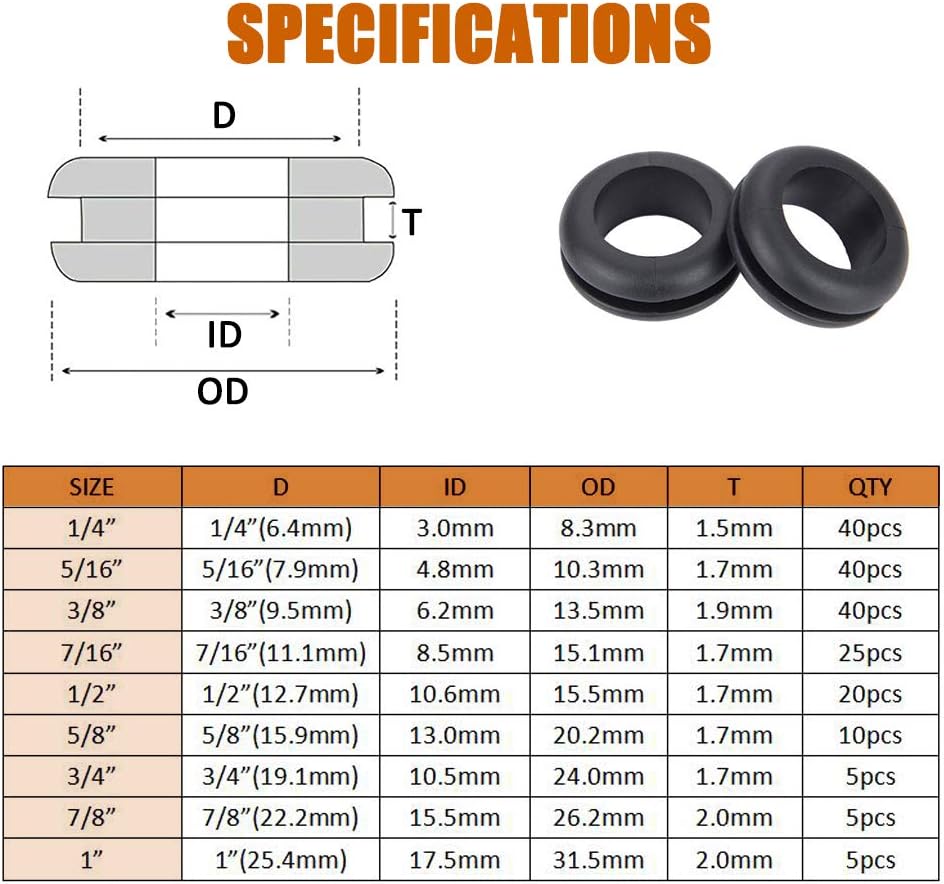 SPECIFICATIONS
D
T
ID
OD
SIZE D ID OD T QTY
1/4” 1/4”(6.4mm) 3.0mm 8.3mm 1.5mm 40pcs
5/16” 5/16”(7.9mm) 4.8mm 10.3mm 1.7mm 40pcs
3/8” 3/8”(9.5mm) 6.2mm 13.5mm 1.9mm 40pcs
7/16” 7/16”(11.1mm) 8.5mm 15.1mm 1.7mm 25pcs
1/2” 1/2”(12.7mm) 10.6mm 15.5mm 1.7mm 20pcs
5/8” 5/8”(15.9mm) 13.0mm 20.2mm 1.7mm 10pcs
3/4” 3/4”(19.1mm) 10.5mm 24.0mm 1.7mm 5pcs
7/8” 7/8”(22.2mm) 15.5mm 26.2mm 2.0mm 5pcs
1” 1”(25.4mm) 17.5mm 31.5mm 2.0mm 5pcs